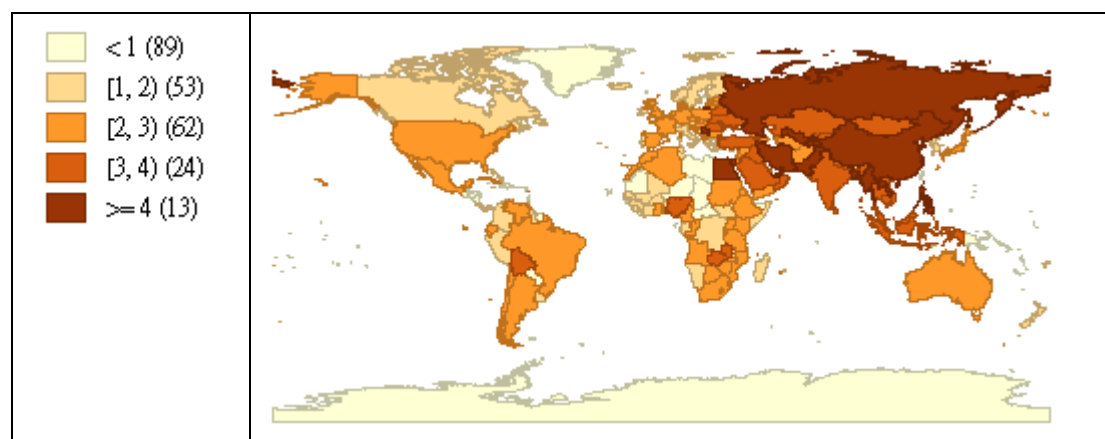 < 1 (89)
[1, 2) (53)
[2, 3) (62)
[3, 4) (24)
>= 4 (13)